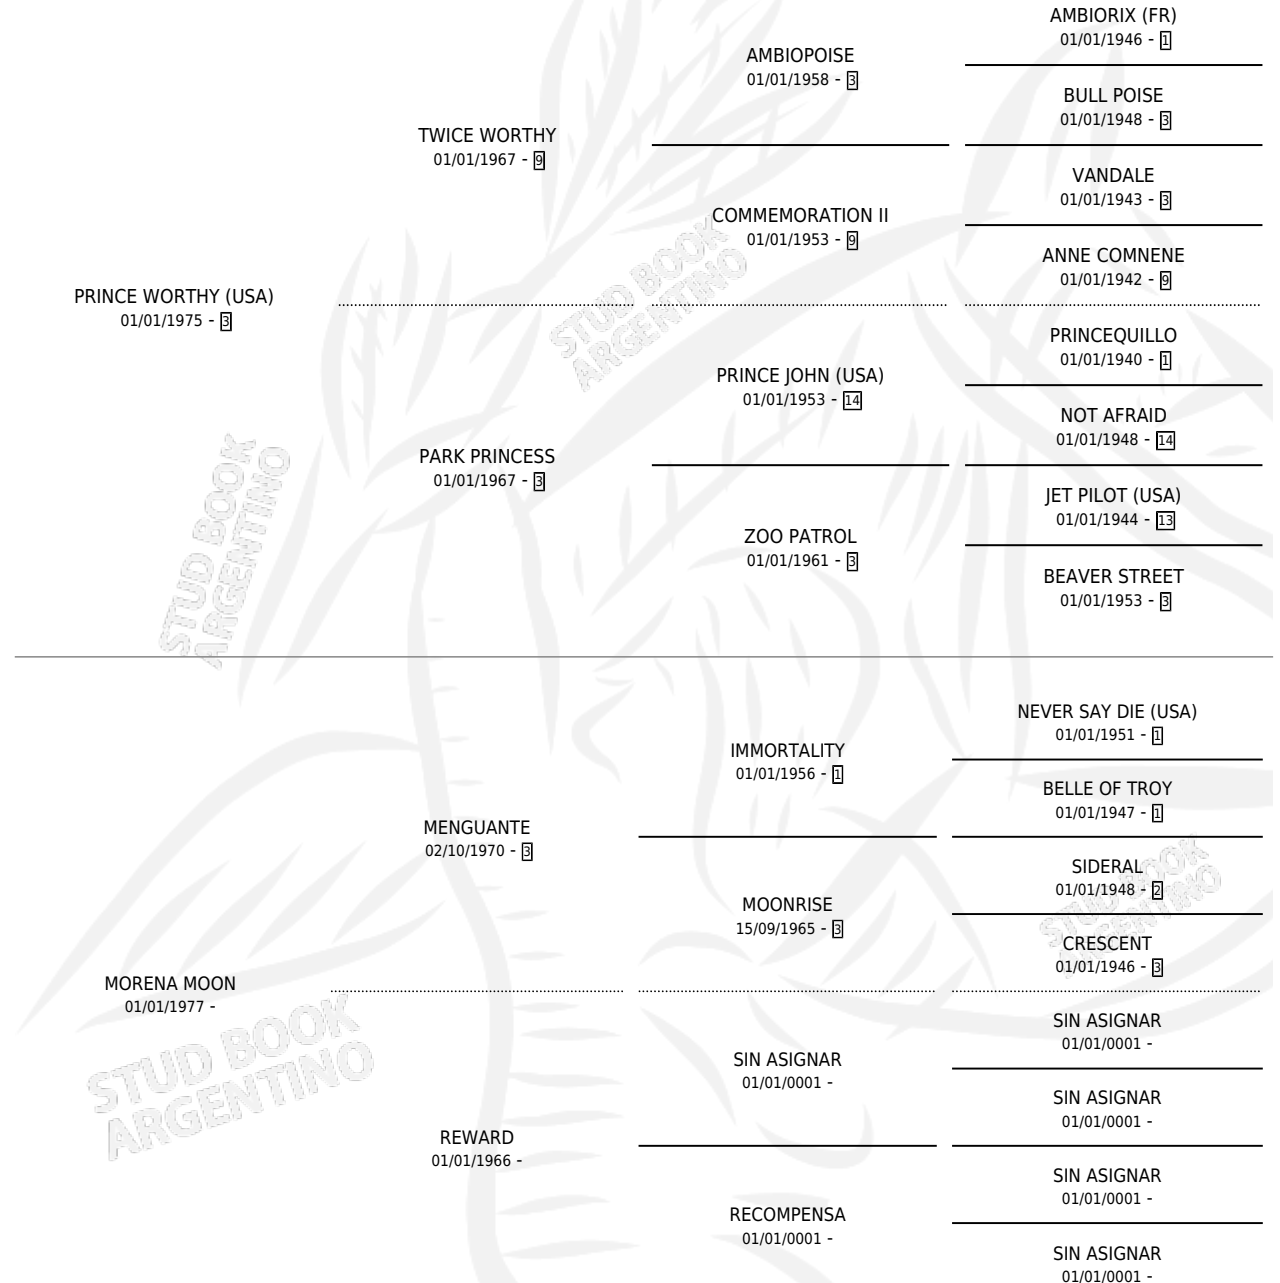 AMBIORIX (FR)
01/01/1946 - 1
AMBIOPOISE
01/01/1958 - 3
BULL POISE
01/01/1948 - 3
TWICE WORTHY
01/01/1967 - 9
VANDALE
01/01/1943 - 3
COMMEMORATION II
01/01/1953 - 9
ANNE COMNENE
01/01/1942 - 9
PRINCE WORTHY (USA)
01/01/1975 - 3
PRINCEQUILLO
01/01/1940 - 1
PRINCE JOHN (USA)
01/01/1953 - 14
NOT AFRAID
01/01/1948 - 14
PARK PRINCESS
01/01/1967 - 3
JET PILOT (USA)
01/01/1944 - 13
ZOO PATROL
01/01/1961 - 3
BEAVER STREET
01/01/1953 - 3
NEVER SAY DIE (USA)
01/01/1951 - 1
IMMORTALITY
01/01/1956 - 1
BELLE OF TROY
01/01/1947 - 1
MENGUANTE
02/10/1970 - 3
SIDERAL
01/01/1948 - 2
MOONRISE
15/09/1965 - 3
CRESCENT
01/01/1946 - 3
MORENA MOON
01/01/1977 -
SIN ASIGNAR
01/01/0001 -
SIN ASIGNAR
01/01/0001 -
SIN ASIGNAR
01/01/0001 -
REWARD
01/01/1966 -
SIN ASIGNAR
01/01/0001 -
RECOMPENSA
01/01/0001 -
SIN ASIGNAR
01/01/0001 -
STUD BOOK
ARGENTINO
STUD BOOK
ARGENTINO
STUD BOOK
ARGENTINO
STUD BOOK
ARGENTINO